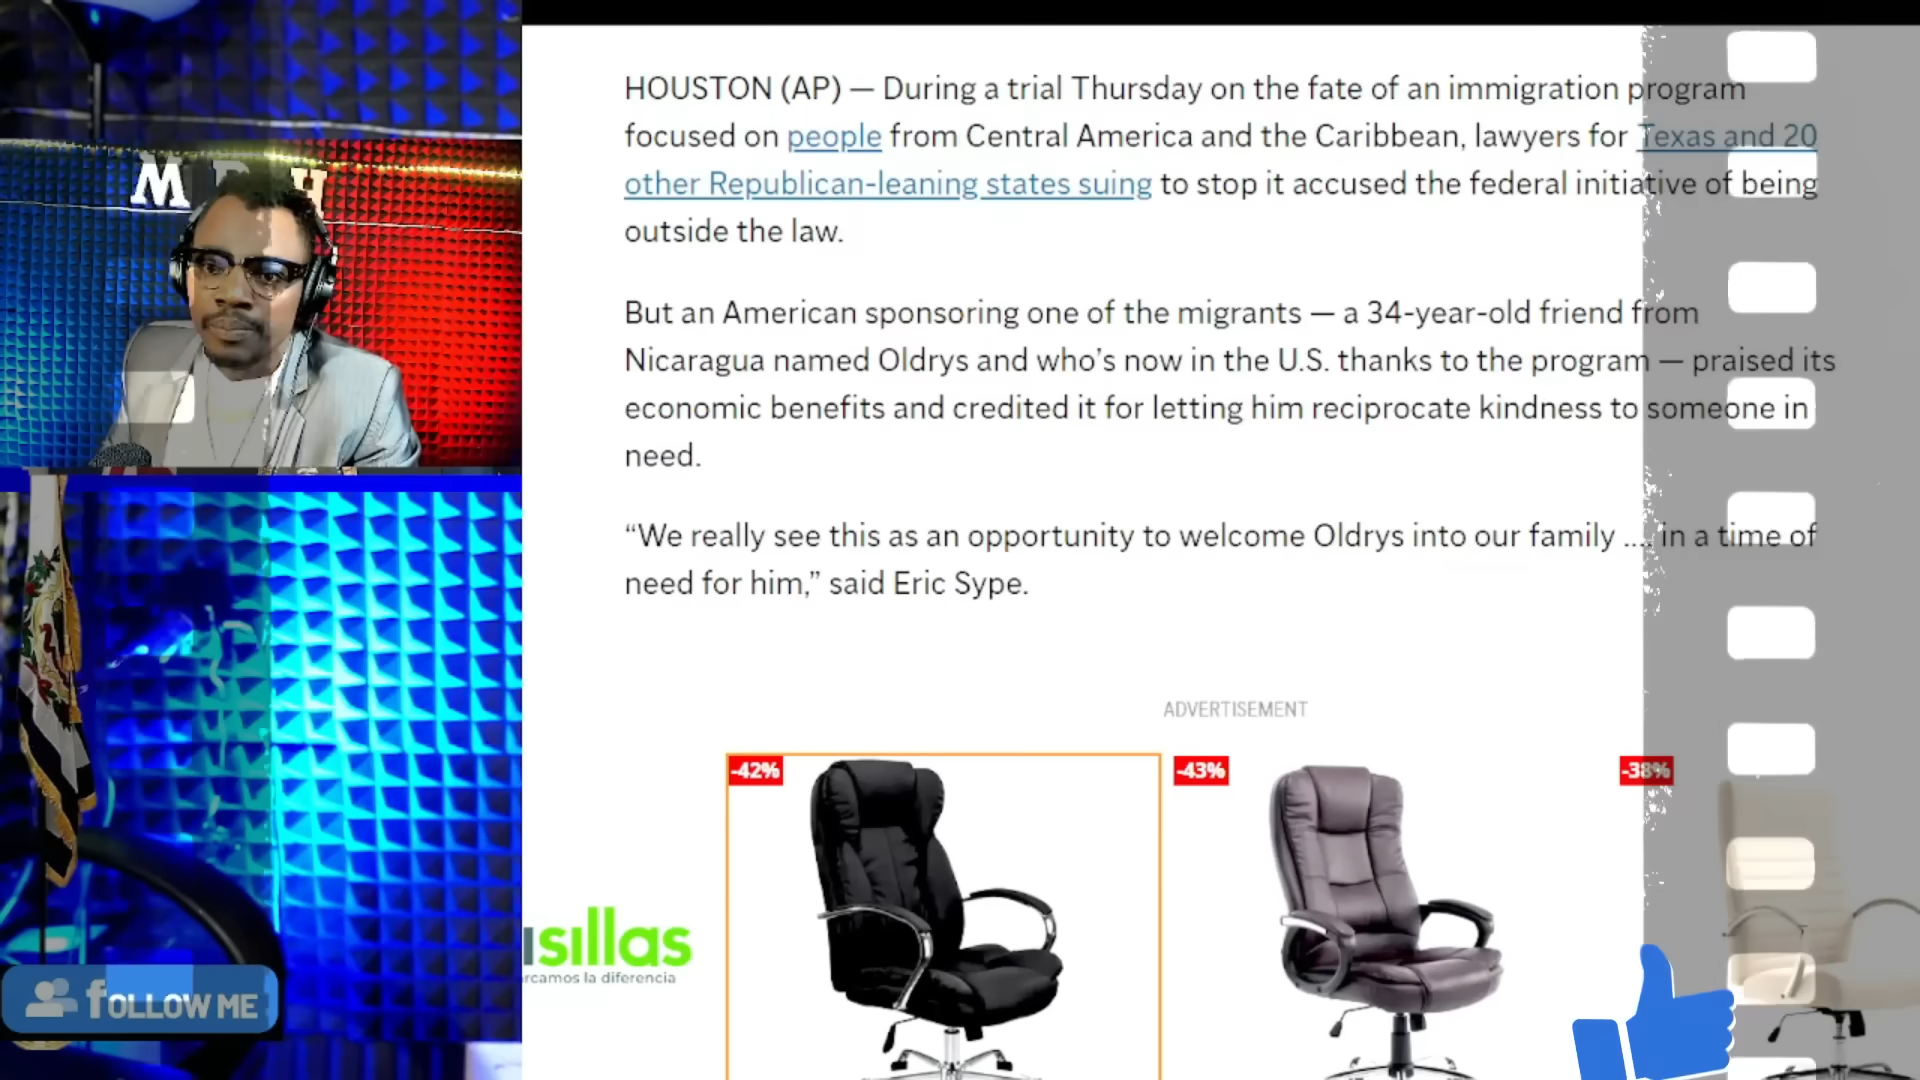 M R H
HOUSTON (AP) — During a trial Thursday on the fate of an immigration program
focused on people from Central America and the Caribbean, lawyers for Texas and 20
other Republican-leaning states suing to stop it accused the federal initiative of being
outside the law.
But an American sponsoring one of the migrants — a 34-year-old friend from
Nicaragua named Oldrys and who’s now in the U.S. thanks to the program — praised its
economic benefits and credited it for letting him reciprocate kindness to someone in
need.
“We really see this as an opportunity to welcome Oldrys into our family .... in a time of
need for him,” said Eric Sype.
ADVERTISEMENT
-42%
-43%
-38%
sillas
rcamos la diferencia
fOLLOW ME